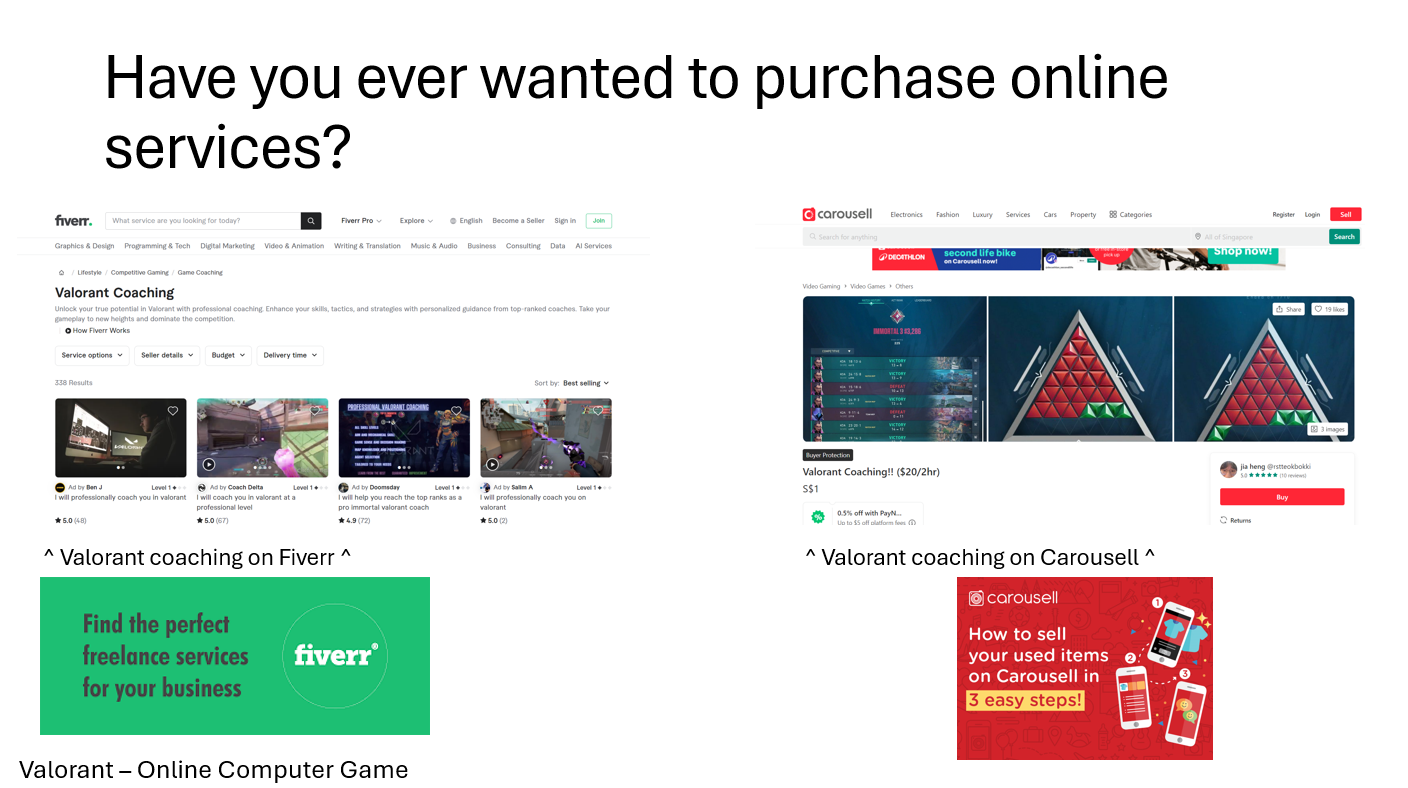 Have you ever wanted to purchase online
services?
fiverr.
What service are you looking for today?
Fiverr Pro
Explore
English
Become a Seller
Sign in
Join
Graphics & Design
Programming & Tech
Digital Marketing
Video & Animation
Writing & Translation
Music & Audio
Business
Consulting
Data
AI Services
/ Lifestyle / Competitive Gaming / Game Coaching
Valorant Coaching
Unlock your true potential in Valorant with professional coaching. Enhance your skills, tactics, and strategies with personalized guidance from top-ranked coaches. Take your
gameplay to new heights and dominate the competition.
How Fiverr Works
Service options
Seller details
Budget
Delivery time
338 Results
Sort by: Best selling
PROFESSIONAL VALORANT COACHING
Ad by Ben J
Level 1
I will professionally coach you in valorant
5.0 (48)
Ad by Coach Delta
Level 1
I will coach you in valorant at a
professional level
5.0 (67)
Ad by Doomsday
Level 1
I will help you reach the top ranks as a
pro immortal valorant coach
4.9 (72)
Ad by Salim A
Level 1
I will professionally coach you on
valorant
5.0 (2)
^ Valorant coaching on Fiverr ^
Find the perfect
freelance services
for your business
fiverr®
Valorant – Online Computer Game
carousell
Electronics
Fashion
Luxury
Services
Cars
Property
Categories
Register
Login
Sell
Search for anything
All of Singapore
Search
DECATHLON
second life bike
on Carousell now!
Shop now!
Video Gaming > Video Games > Others
IMMORTAL 3
VICTORY
VICTORY
DEFEAT
VICTORY
VICTORY
DEFEAT
VICTORY
Share
19 likes
3 images
Buyer Protection
Valorant Coaching!! ($20/2hr)
S$1
0.5% off with PayN...
Up to $5 off platform fees
jia heng @rstteokbokki
5.0 ★★★★★ (10 reviews)
Buy
Returns
^ Valorant coaching on Carousell ^
carousell
How to sell
your used items
on Carousell in
3 easy steps!
1
2
3